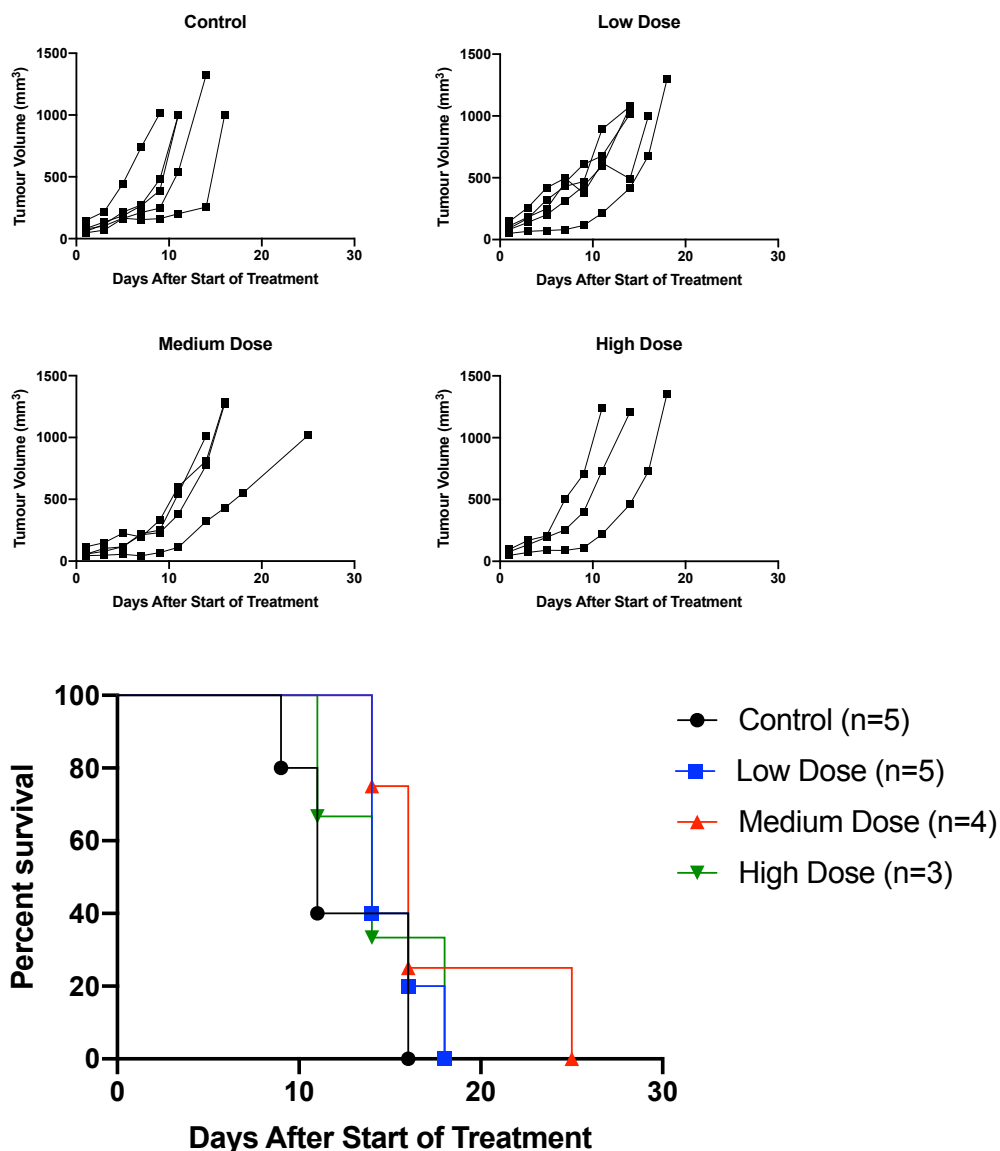 Control
Tumour Volume (mm³)
1500
1000
500
0
0 10 20 30
Days After Start of Treatment
Low Dose
Tumour Volume (mm³)
1500
1000
500
0
0 10 20 30
Days After Start of Treatment
Medium Dose
Tumour Volume (mm³)
1500
1000
500
0
0 10 20 30
Days After Start of Treatment
High Dose
Tumour Volume (mm³)
1500
1000
500
0
0 10 20 30
Days After Start of Treatment
Percent survival
100
80
60
40
20
0
0 10 20 30
Days After Start of Treatment
Control (n=5)
Low Dose (n=5)
Medium Dose (n=4)
High Dose (n=3)